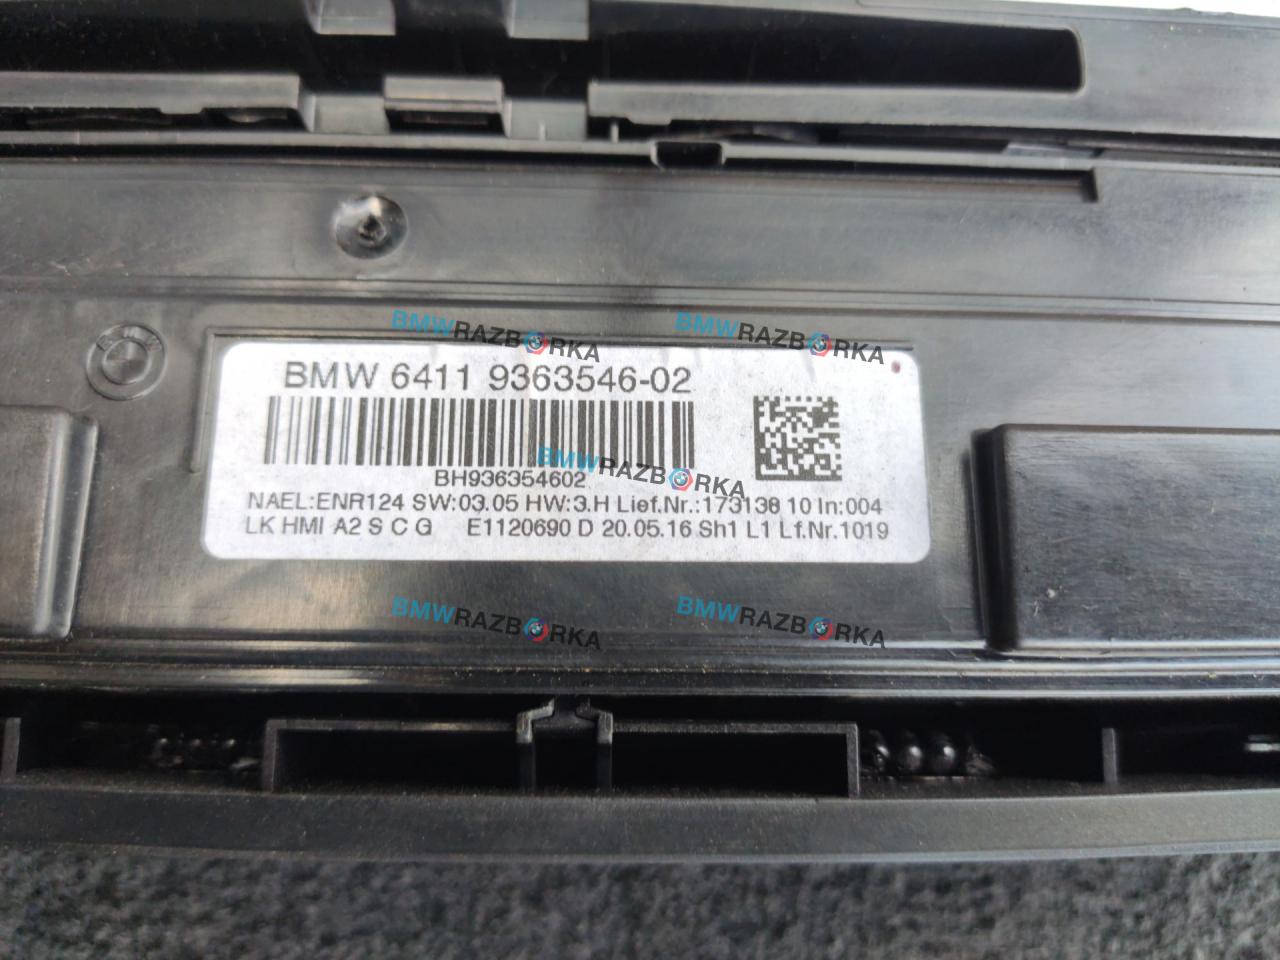 BMWRAZBORKA
BMWRAZBORKA
BMW 6411 9363546-02
BMWRAZBORKA
BH936354602
NAEL:ENR124 SW:03.05 HW:3.H Lief.Nr.:173138 10 In:004
LK HMI A2 S C G E1120690 D 20.05.16 Sh1 L1 Lf.Nr.1019
BMWRAZBORKA
BMWRAZBORKA